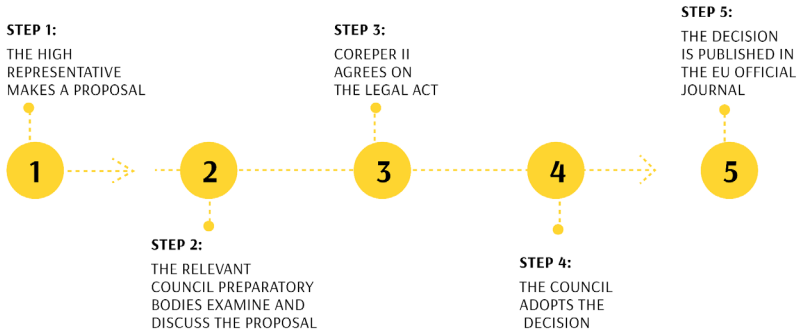 STEP 1:
THE HIGH
REPRESENTATIVE
MAKES A PROPOSAL
STEP 3:
COREPER II
AGREES ON
THE LEGAL ACT
STEP 5:
THE DECISION
IS PUBLISHED IN
THE EU OFFICIAL
JOURNAL
1
2
3
4
5
STEP 2:
THE RELEVANT
COUNCIL PREPARATORY
BODIES EXAMINE AND
DISCUSS THE PROPOSAL
STEP 4:
THE COUNCIL
ADOPTS THE
DECISION